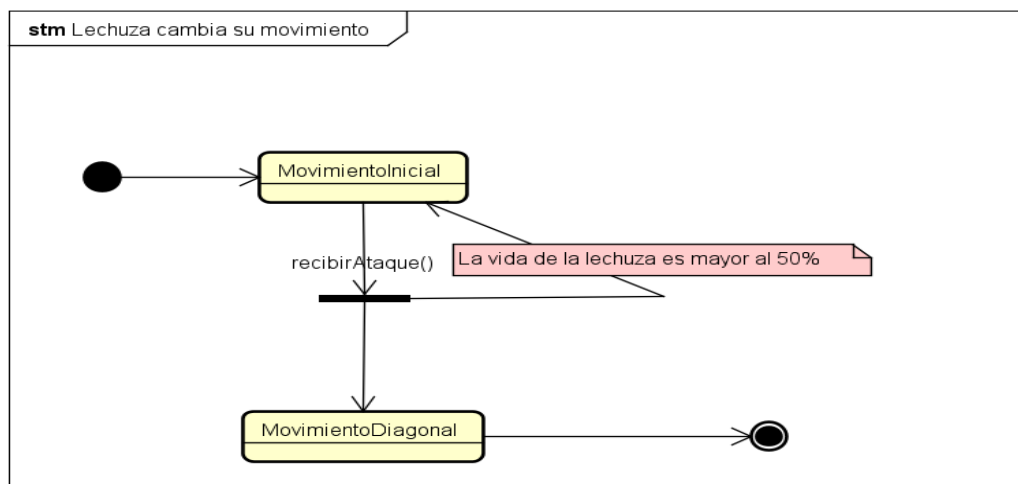 stm Lechuza cambia su movimiento
MovimientoInicial
recibirAtaque()
La vida de la lechuza es mayor al 50%
MovimientoDiagonal